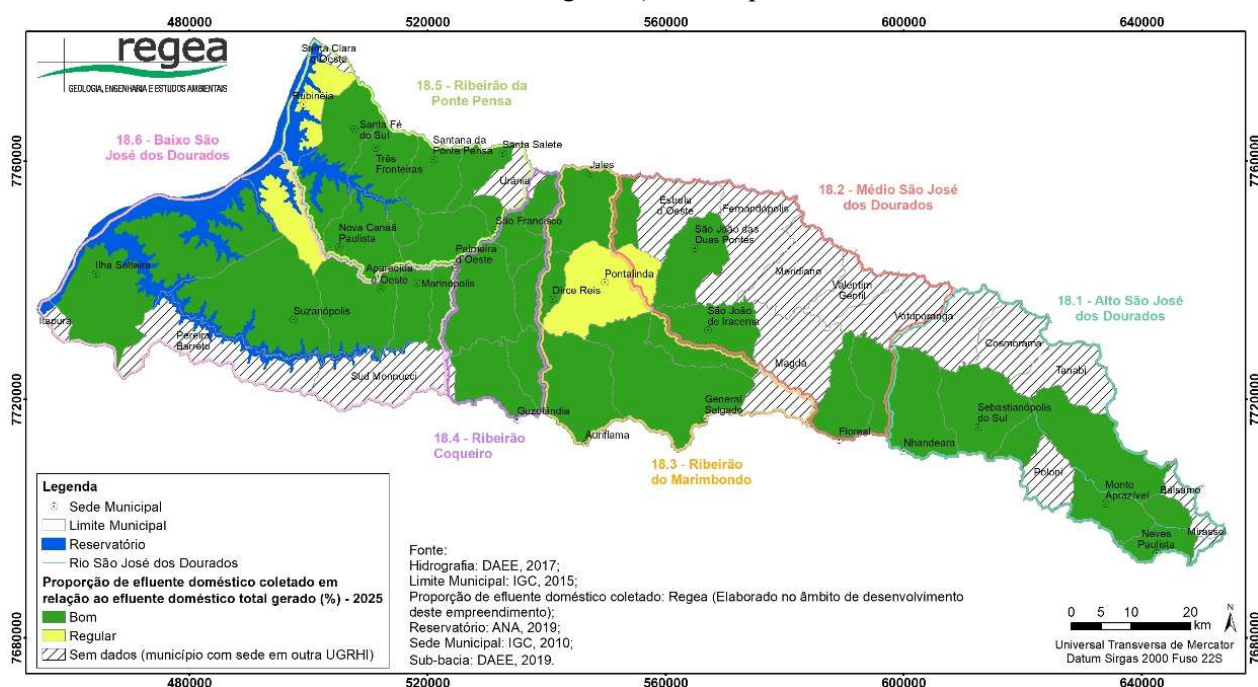 480000 520000 560000 600000 640000
regea
GEOLOGIA, ENGENHARIA E ESTUDOS AMBIENTAIS
Santa Clara
d'Oeste
18.5 - Ribeirão da
Ponte Pensa
Rubinéia
18.6 - Baixo São
José dos Dourados
Santa Fé
do Sul
Três
Fronteiras
Santana da
Ponte Pensa
Santa Salete
Urânia
Jales
7760000
7760000
18.2 - Médio São José
dos Dourados
Estrela
d'Oeste
Fernandópolis
São João das
Duas Pontes
São Francisco
Nova Canaã
Paulista
Palmeira
d'Oeste
Ilha Solteira
Aparecida
d'Oeste
Marinópolis
Pontalinda
Dirce Reis
Meridiano
Valentim
Gentil
18.1 - Alto São José
dos Dourados
Itapura
Suzanópolis
São João
de Iracema
Votuporanga
Pereira
Barreto
Cosmorama
Sud Mennucci
Magda
Tanabi
7720000
7720000
Guzolândia
General
Salgado
Auriflama
Floreal
Sebastianópolis
do Sul
Nhandeara
18.4 - Ribeirão
Coqueiro
18.3 - Ribeirão
do Marimbondo
Poloni
Monte
Aprazível
Bálsamo
Neves
Paulista
Mirassol
Legenda
Sede Municipal
Limite Municipal
Reservatório
Rio São José dos Dourados
Proporção de efluente doméstico coletado em
relação ao efluente doméstico total gerado (%) - 2025
Bom
Regular
Sem dados (município com sede em outra UGRHI)
Fonte:
Hidrografia: DAEE, 2017;
Limite Municipal: IGC, 2015;
Proporção de efluente doméstico coletado: Regea (Elaborado no âmbito de desenvolvimento
deste empreendimento);
Reservatório: ANA, 2019;
Sede Municipal: IGC, 2010;
Sub-bacia: DAEE, 2019.
0 5 10 20
km
N
Universal Transversa de Mercator
Datum Sirgas 2000 Fuso 22S
7680000
7680000
480000 520000 560000 600000 640000